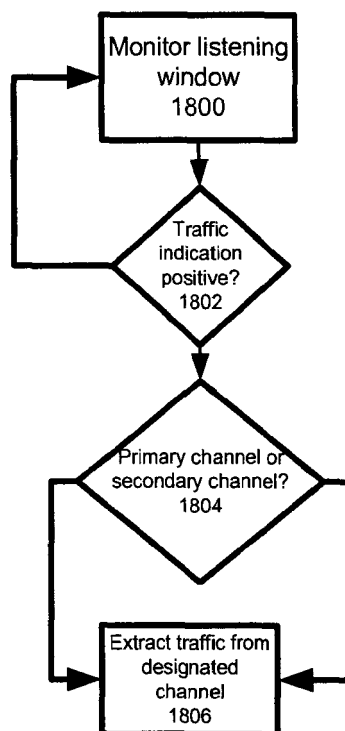 Monitor listening
window
1800
Traffic
indication
positive?
1802
Primary channel or
secondary channel?
1804
Extract traffic from
designated
channel
1806